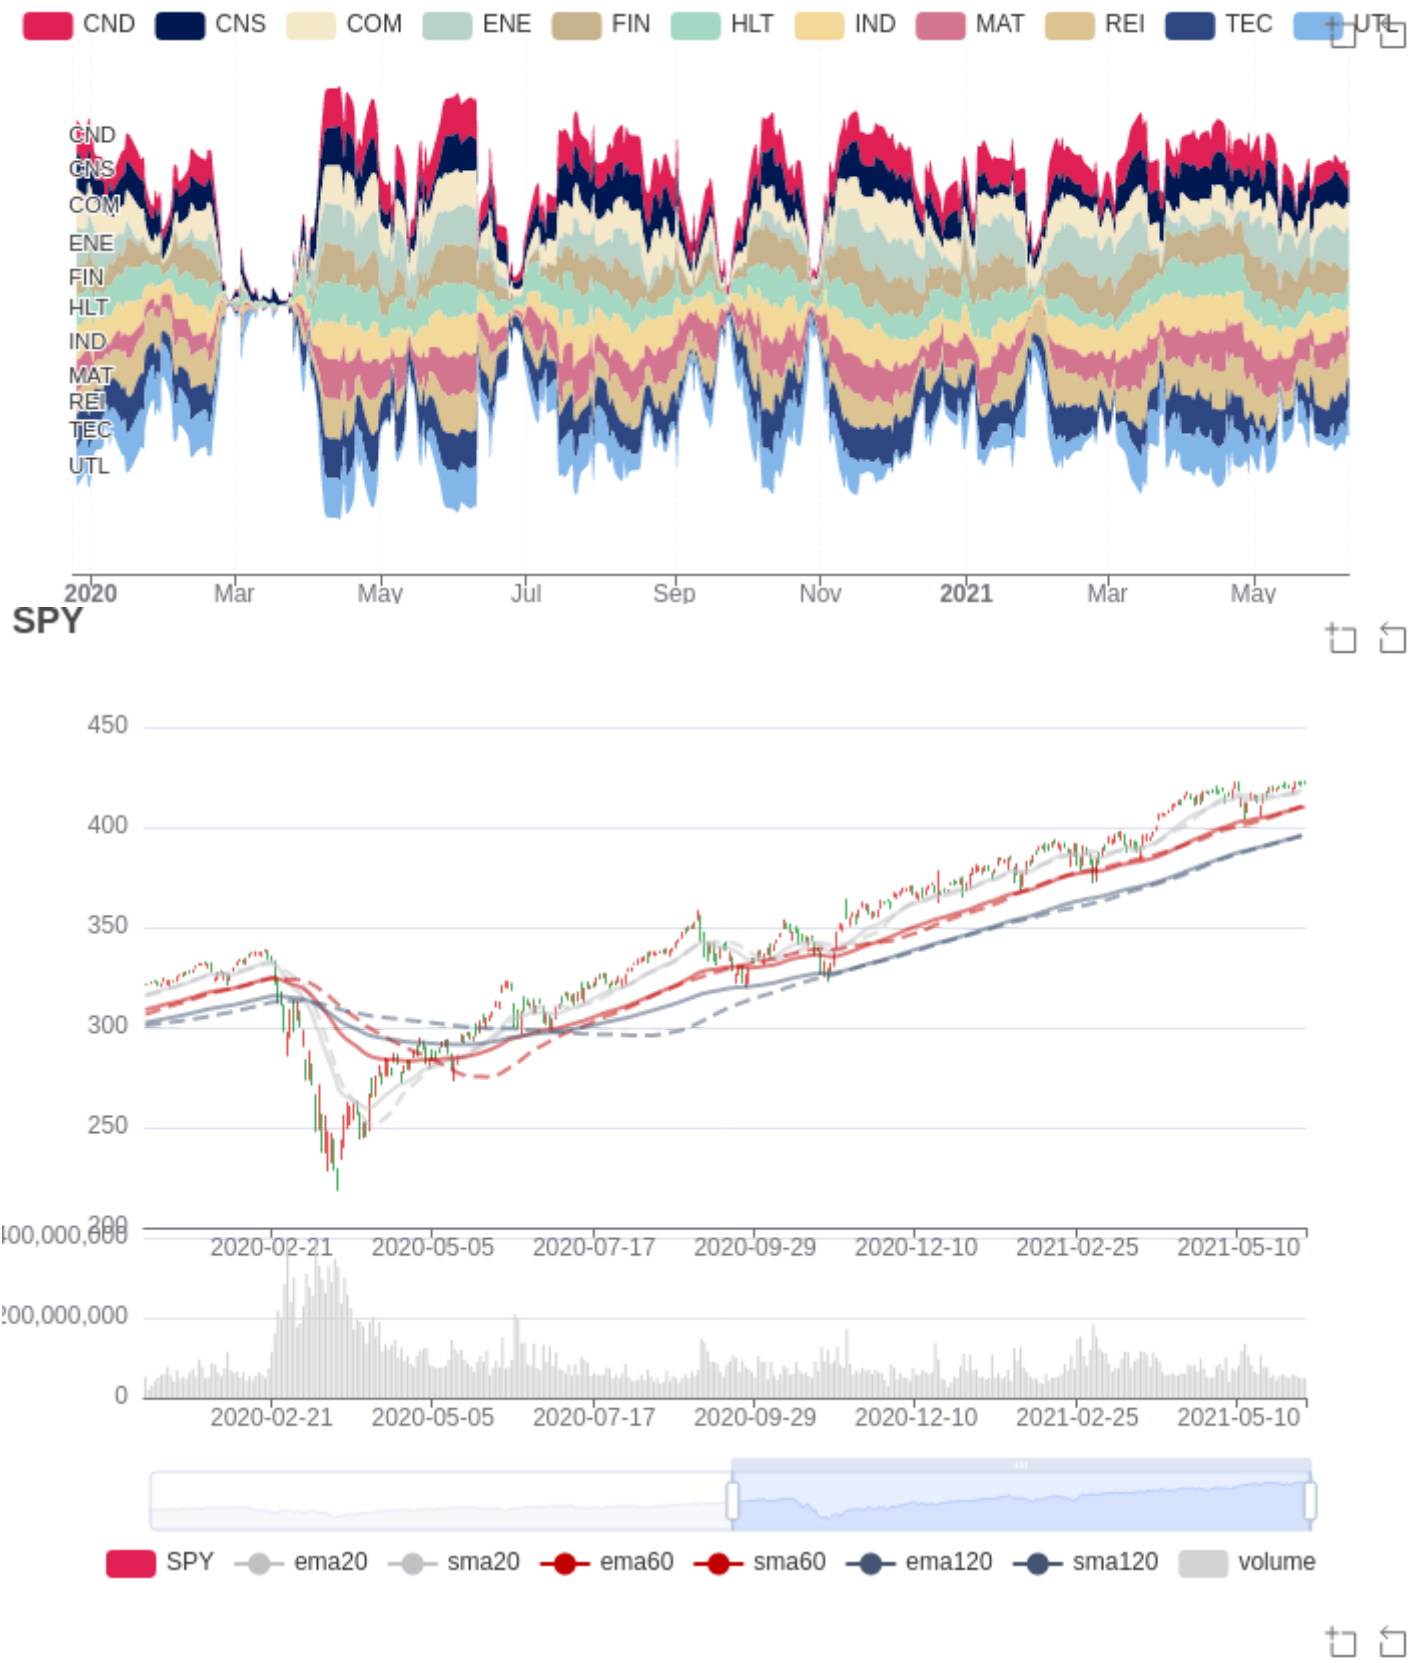 CND CNS COM ENE FIN HLT IND MAT REI TEC UTL
CND
CNS
COM
ENE
FIN
HLT
IND
MAT
REI
TEC
UTL
2020 Mar May Jul Sep Nov 2021 Mar May
SPY
450
400
350
300
250
200
2020-02-21 2020-05-05 2020-07-17 2020-09-29 2020-12-10 2021-02-25 2021-05-10
400,000,000
200,000,000
0
2020-02-21 2020-05-05 2020-07-17 2020-09-29 2020-12-10 2021-02-25 2021-05-10
SPY ema20 sma20 ema60 sma60 ema120 sma120 volume